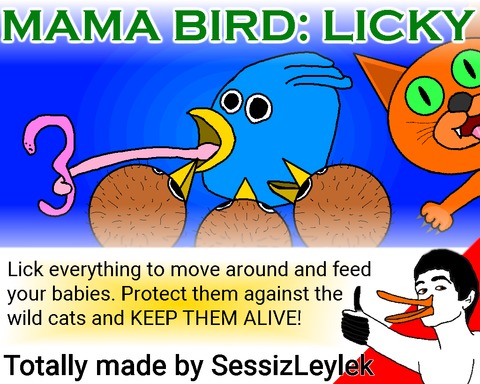 MAMA BIRD: LICKY
Lick everything to move around and feed
your babies. Protect them against the
wild cats and KEEP THEM ALIVE!
Totally made by SessizLeylek